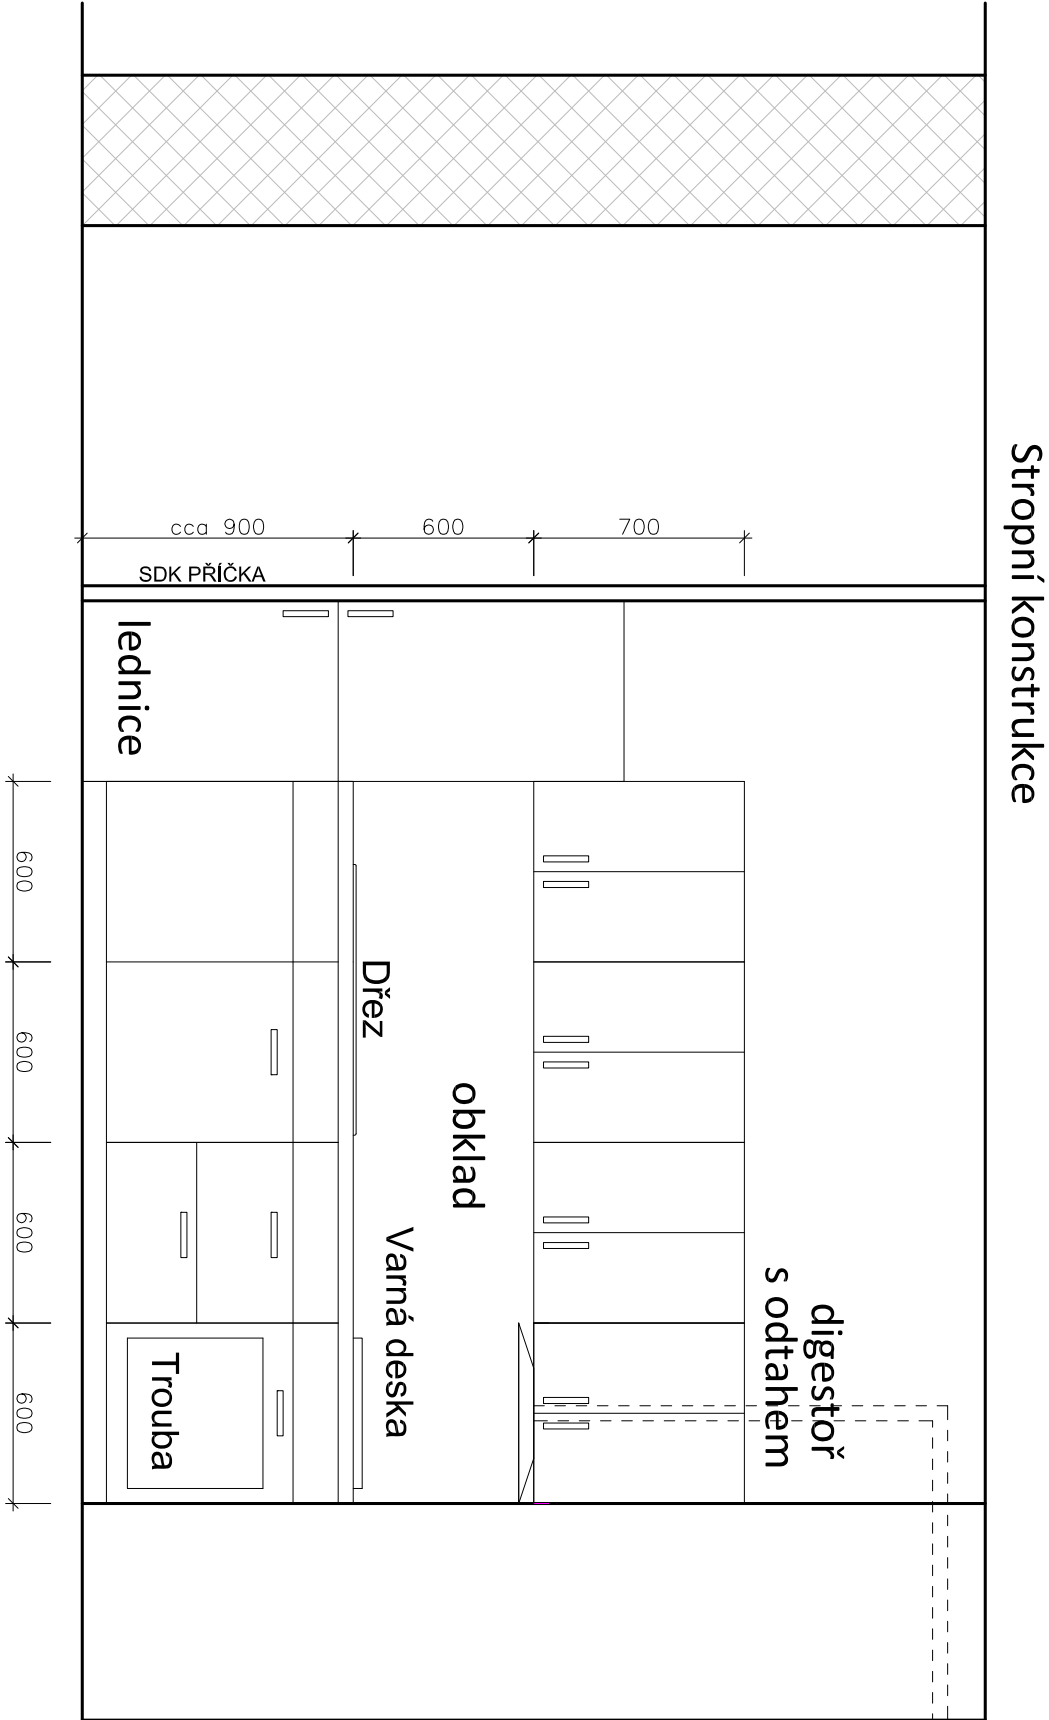 Stropní konstrukce
digestoř
s odtahem
700
600
cca 900
SDK PŘÍČKA
obklad
Varná deska
Dřez
lednice
Trouba
600
600
600
600